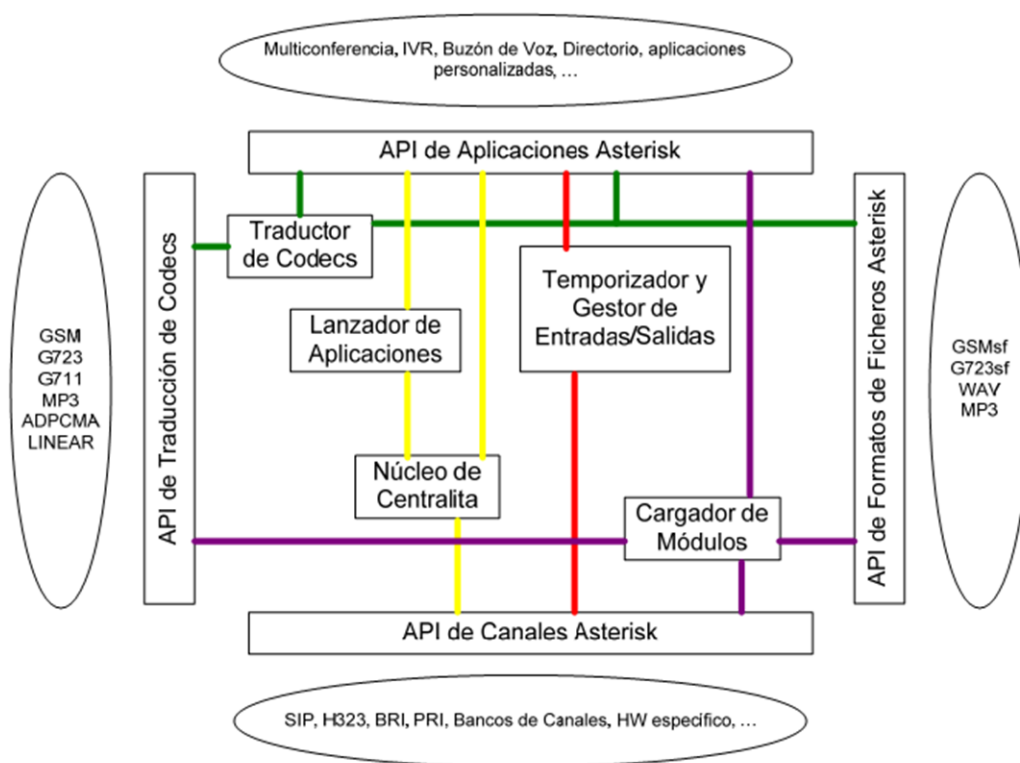 Multiconferencia, IVR, Buzón de Voz, Directorio, aplicaciones
personalizadas, ...
API de Aplicaciones Asterisk
API de Traducción de Codecs
Traductor
de Codecs
Temporizador y
Gestor de
Entradas/Salidas
Lanzador de
Aplicaciones
Núcleo de
Centralita
Cargador de
Módulos
API de Formatos de Ficheros Asterisk
GSM
G723
G711
MP3
ADPCMA
LINEAR
GSMsf
G723sf
WAV
MP3
API de Canales Asterisk
SIP, H323, BRI, PRI, Bancos de Canales, HW específico, ...